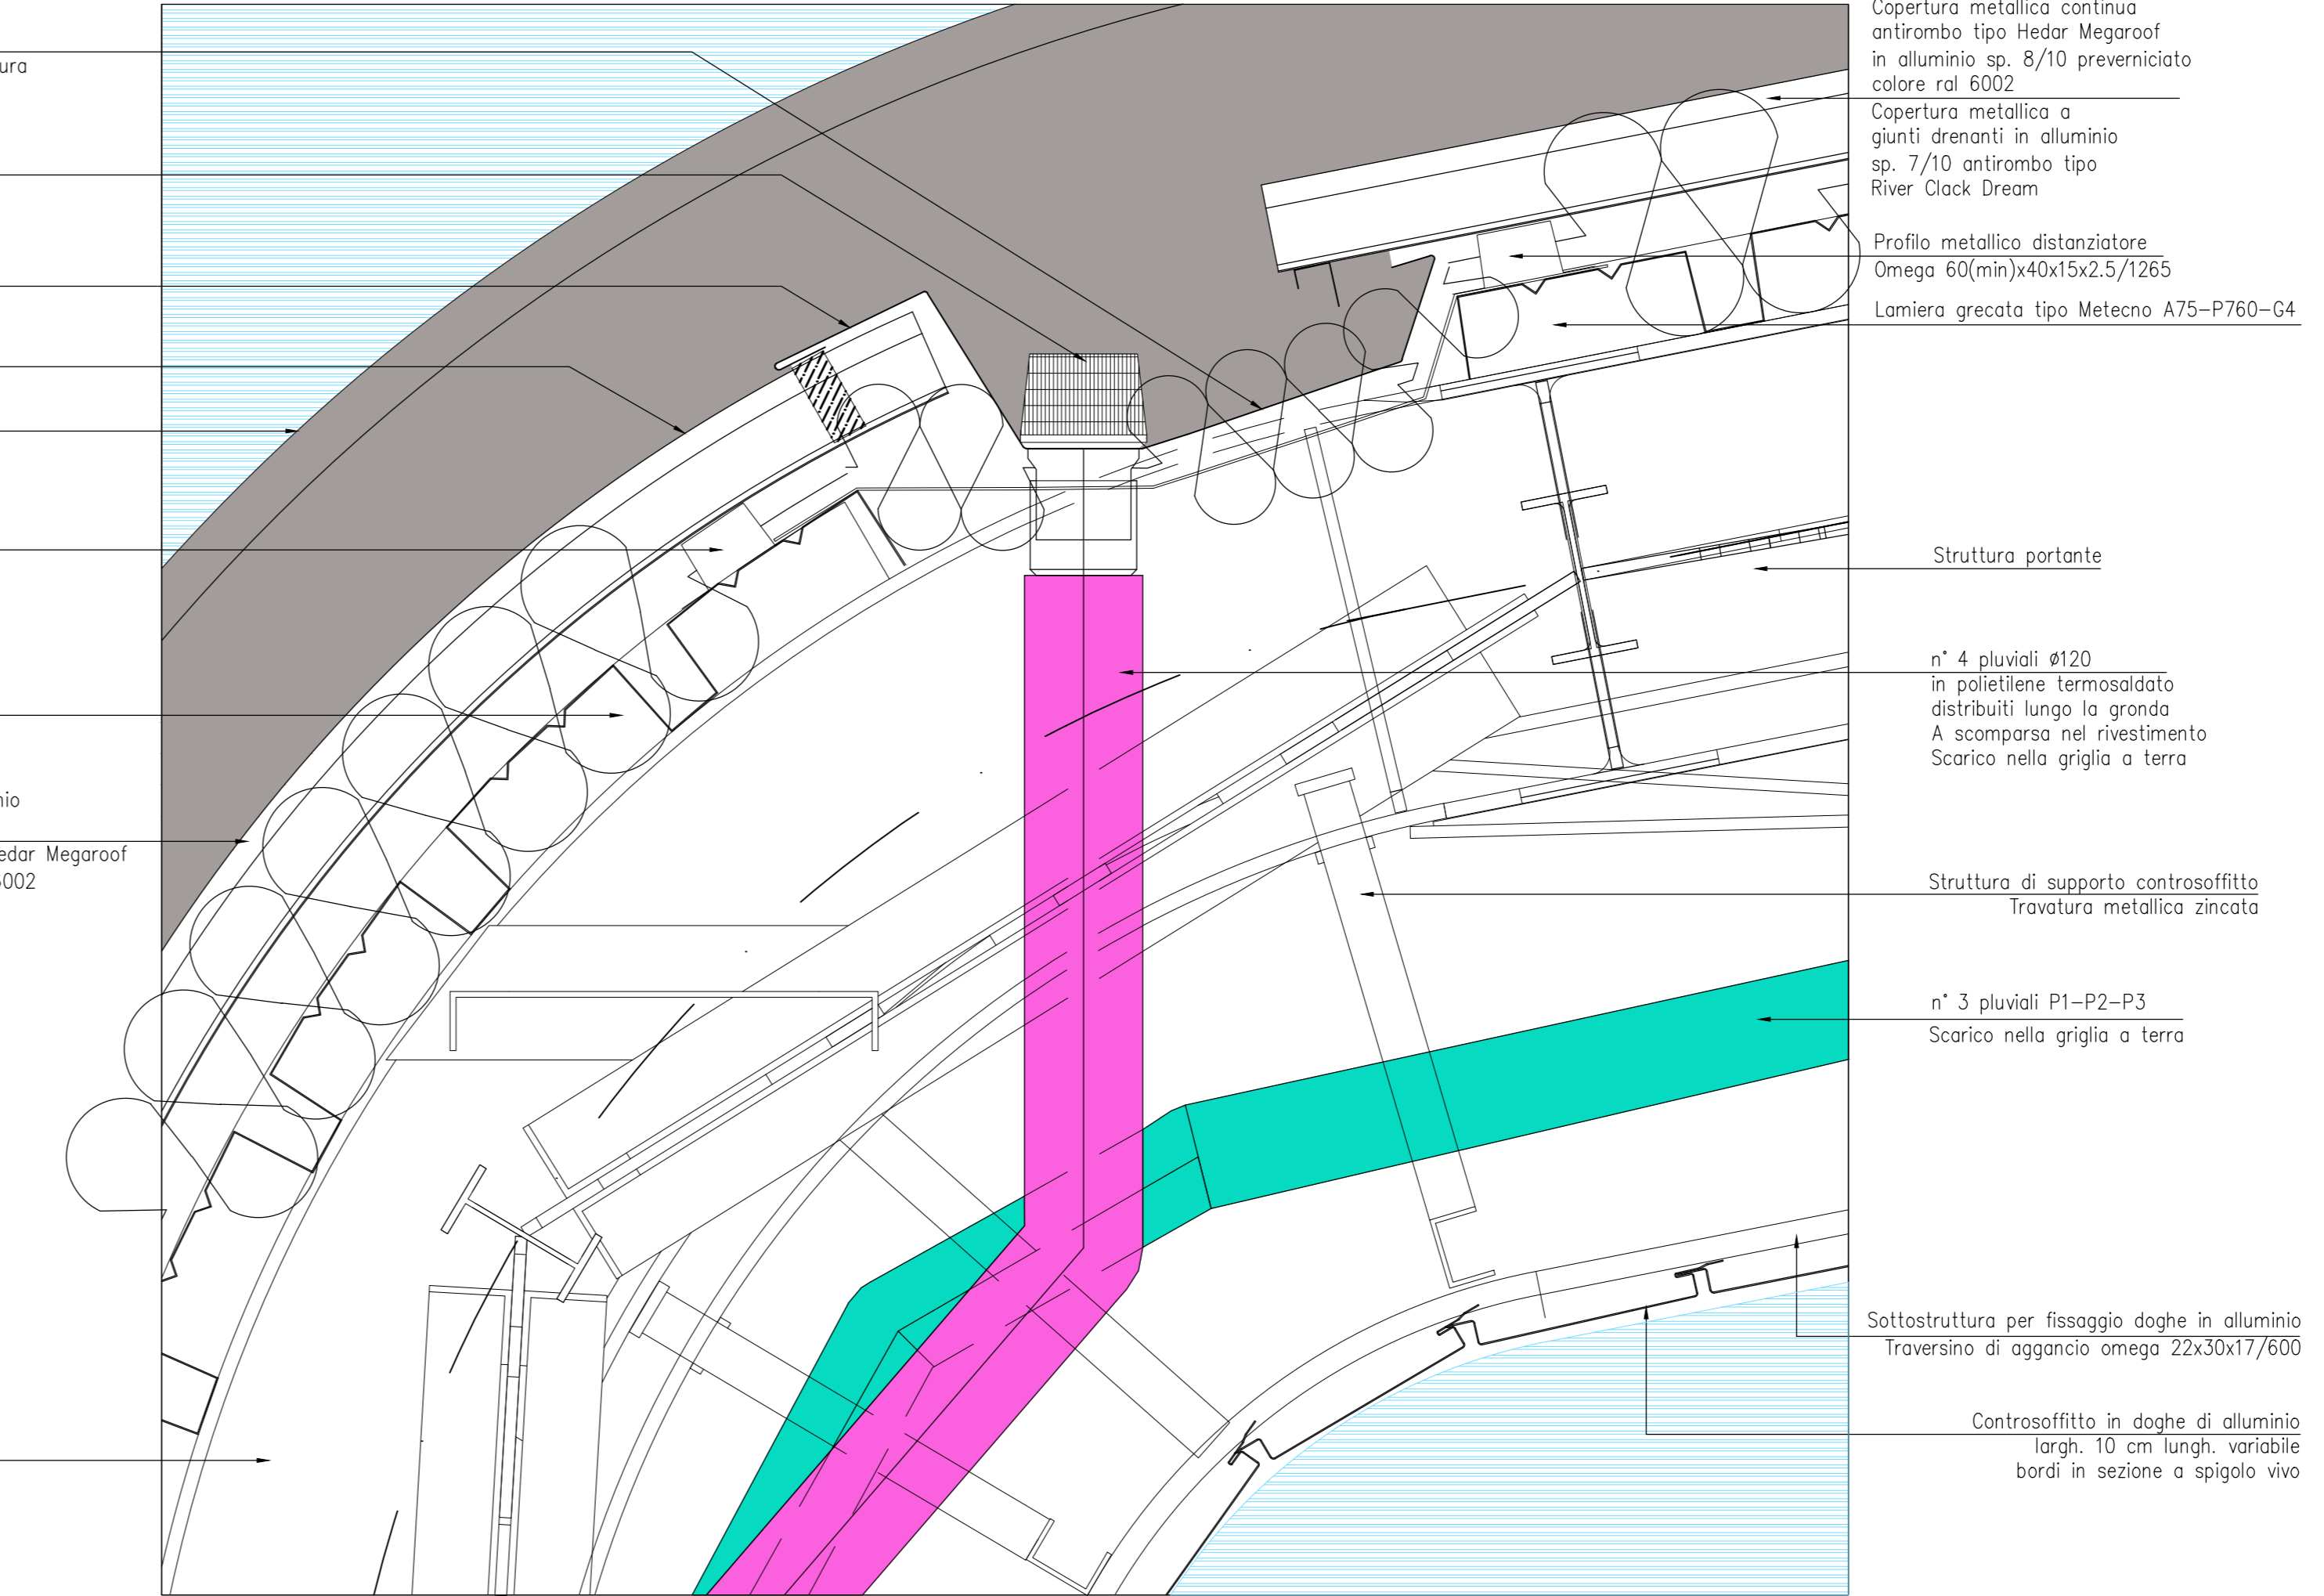 ura
nio
edar Megaroof
6002
Copertura metallica continua
antirombo tipo Hedar Megaroof
in alluminio sp. 8/10 preverniciato
colore ral 6002
Copertura metallica a
giunti drenanti in alluminio
sp. 7/10 antirombo tipo
River Clack Dream
Profilo metallico distanziatore
Omega 60(min)x40x15x2.5/1265
Lamiera grecata tipo Metecno A75-P760-G4
Struttura portante
n° 4 pluviali ø120
in polietilene termosaldato
distribuiti lungo la gronda
A scomparsa nel rivestimento
Scarico nella griglia a terra
Struttura di supporto controsoffitto
Travatura metallica zincata
n° 3 pluviali P1-P2-P3
Scarico nella griglia a terra
Sottostruttura per fissaggio doghe in alluminio
Traversino di aggancio omega 22x30x17/600
Controsoffitto in doghe di alluminio
largh. 10 cm lungh. variabile
bordi in sezione a spigolo vivo